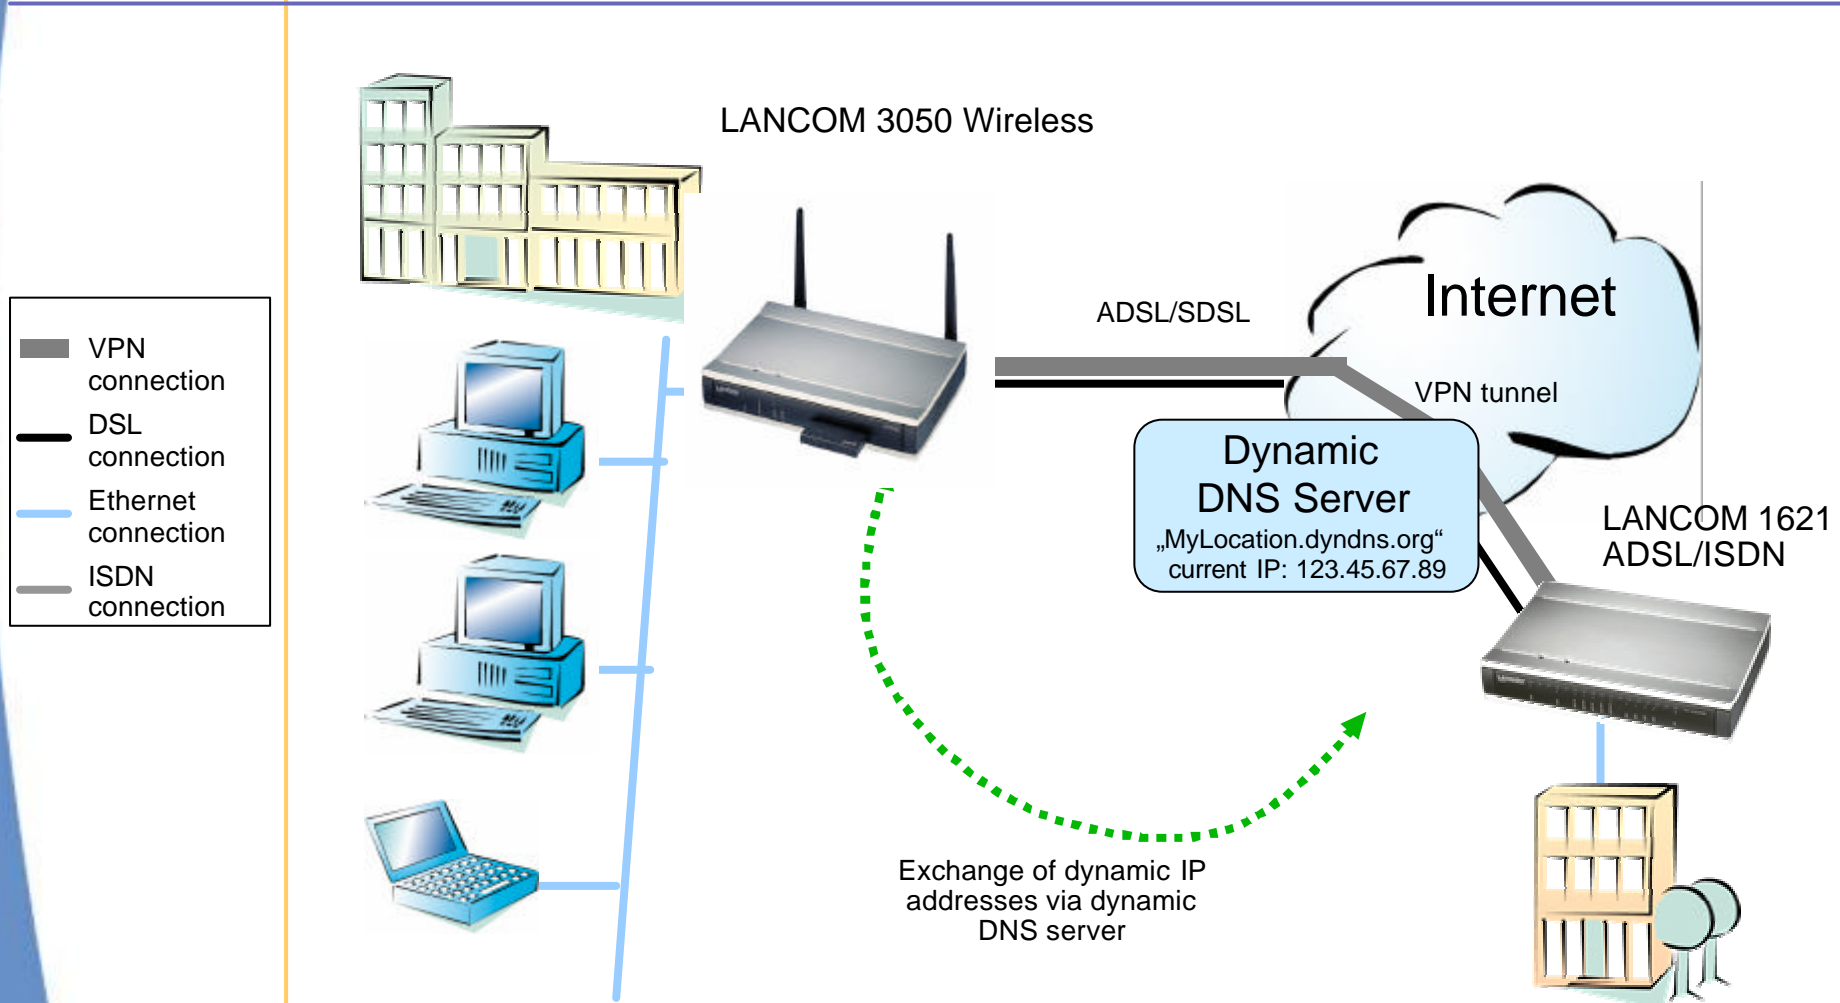 LANCOM 3050 Wireless
VPN
connection
DSL
connection
Ethernet
connection
ISDN
connection
ADSL/SDSL
Internet
VPN tunnel
Dynamic
DNS Server
„MyLocation.dyndns.org“
current IP: 123.45.67.89
LANCOM 1621
ADSL/ISDN
Exchange of dynamic IP
addresses via dynamic
DNS server